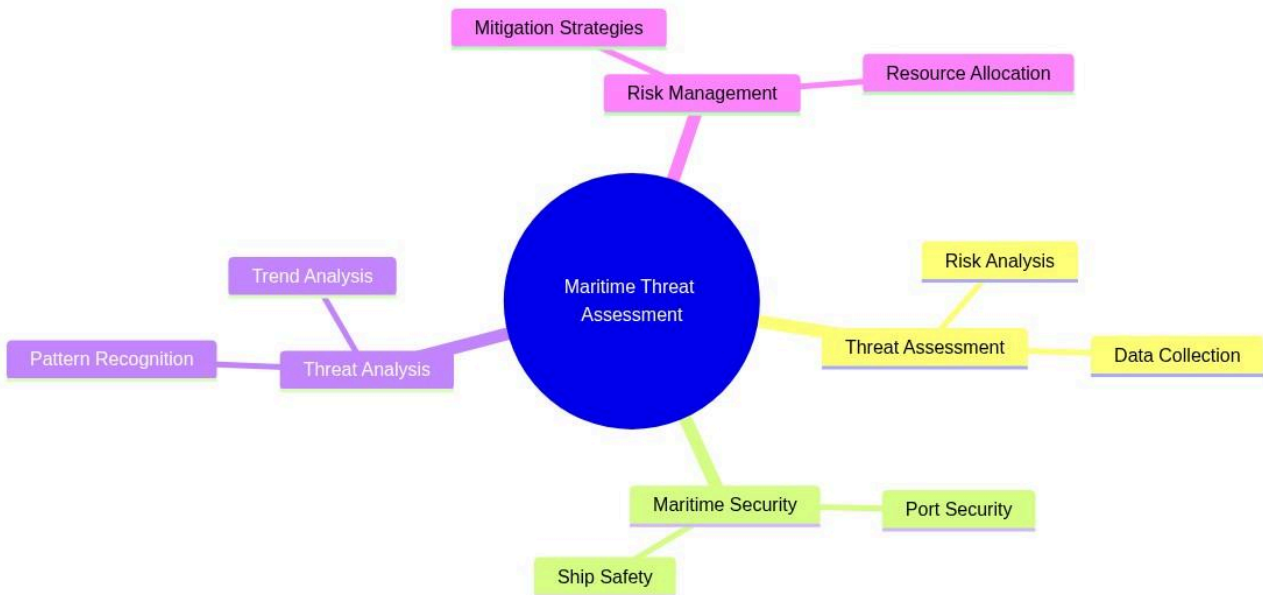 Mitigation Strategies
Resource Allocation
Risk Management
Risk Analysis
Trend Analysis
Maritime Threat
Assessment
Threat Assessment
Data Collection
Pattern Recognition
Threat Analysis
Maritime Security
Port Security
Ship Safety